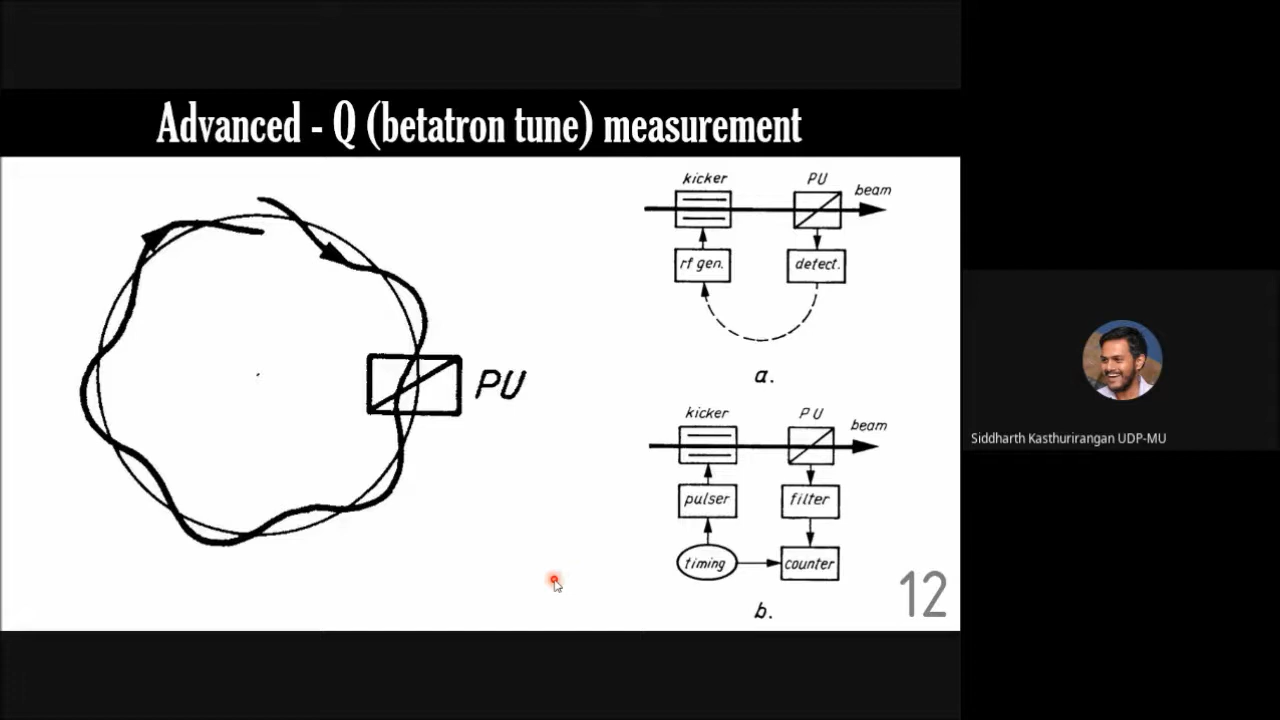 Advanced - Q (betatron tune) measurement
PU
kicker
PU
beam
rf gen.
detect.
a.
kicker
PU
beam
pulser
filter
timing
counter
b.
12
Siddharth Kasthurirangan UDP-MU